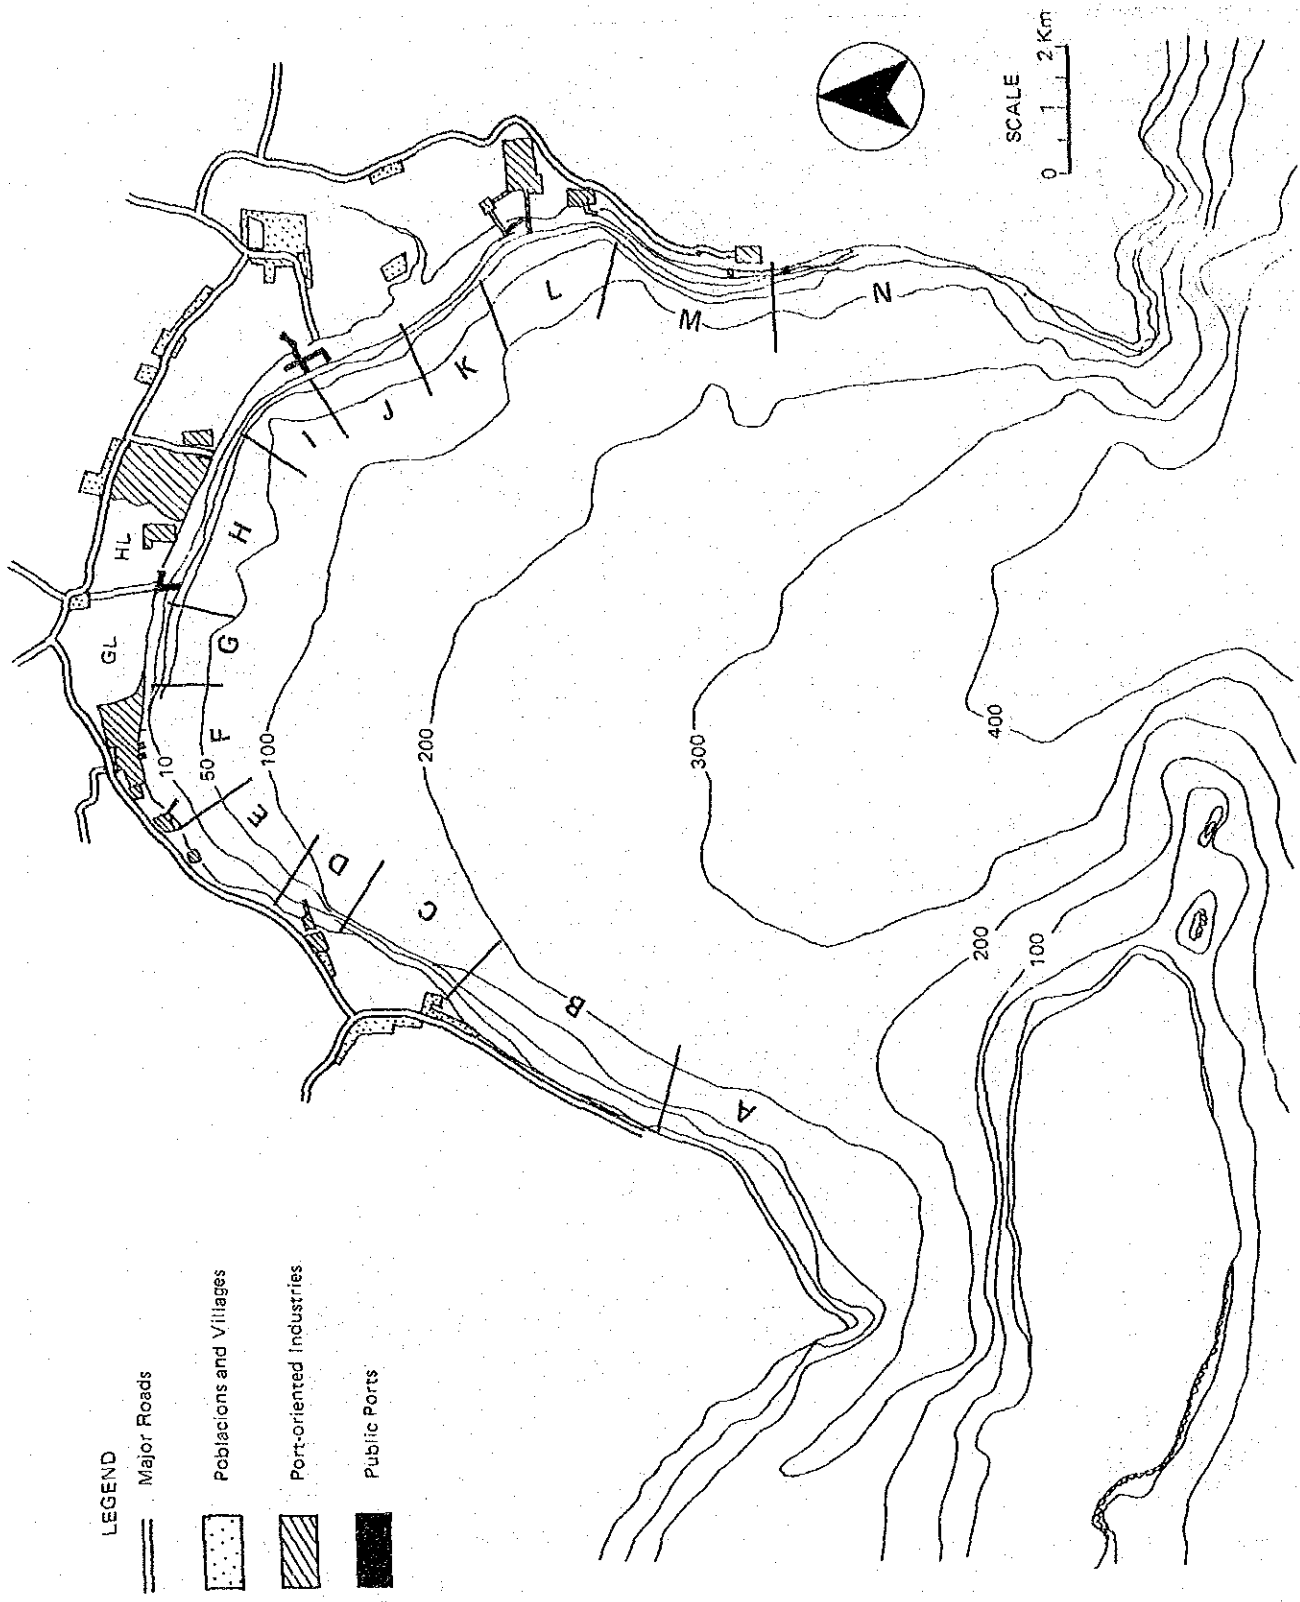 LEGEND
Major Roads
Poblacions and Villages
Port-oriented Industries
Public Ports
SCALE
0 1 2 Km
GL
HL
A
B
C
D
E
F
G
H
I
J
K
L
M
N
10
50
100
200
300
400
200
100